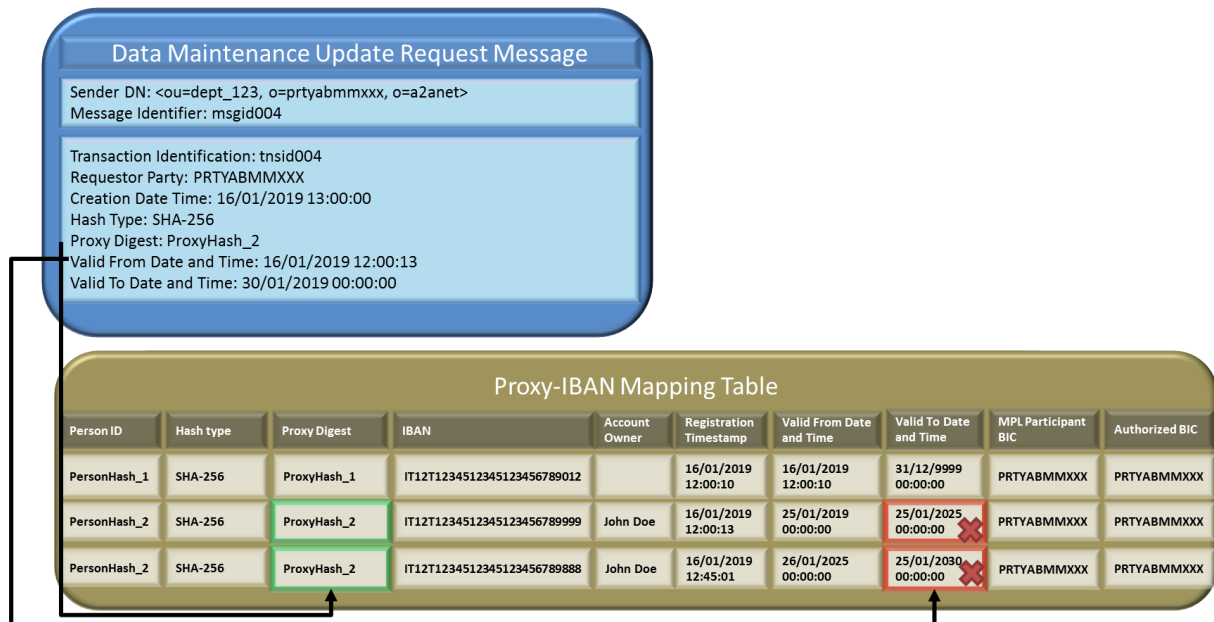 Data Maintenance Update Request Message
Sender DN: <ou=dept_123, o=prtyabmmxxx, o=a2anet>
Message Identifier: msgid004
Transaction Identification: tnsid004
Requestor Party: PRTYABMMXXX
Creation Date Time: 16/01/2019 13:00:00
Hash Type: SHA-256
Proxy Digest: ProxyHash_2
Valid From Date and Time: 16/01/2019 12:00:13
Valid To Date and Time: 30/01/2019 00:00:00
Proxy-IBAN Mapping Table
Person ID Hash type Proxy Digest IBAN Account Owner Registration Timestamp Valid From Date and Time Valid To Date and Time MPL Participant BIC Authorized BIC
PersonHash_1 SHA-256 ProxyHash_1 IT12T1234512345123456789012 16/01/2019 12:00:10 16/01/2019 12:00:10 31/12/9999 00:00:00 PRTYABMMXXX PRTYABMMXXX
PersonHash_2 SHA-256 ProxyHash_2 IT12T1234512345123456789999 John Doe 16/01/2019 12:00:13 25/01/2019 00:00:00 25/01/2025 00:00:00 PRTYABMMXXX PRTYABMMXXX
PersonHash_2 SHA-256 ProxyHash_2 IT12T1234512345123456789888 John Doe 16/01/2019 12:45:01 26/01/2025 00:00:00 25/01/2030 00:00:00 PRTYABMMXXX PRTYABMMXXX